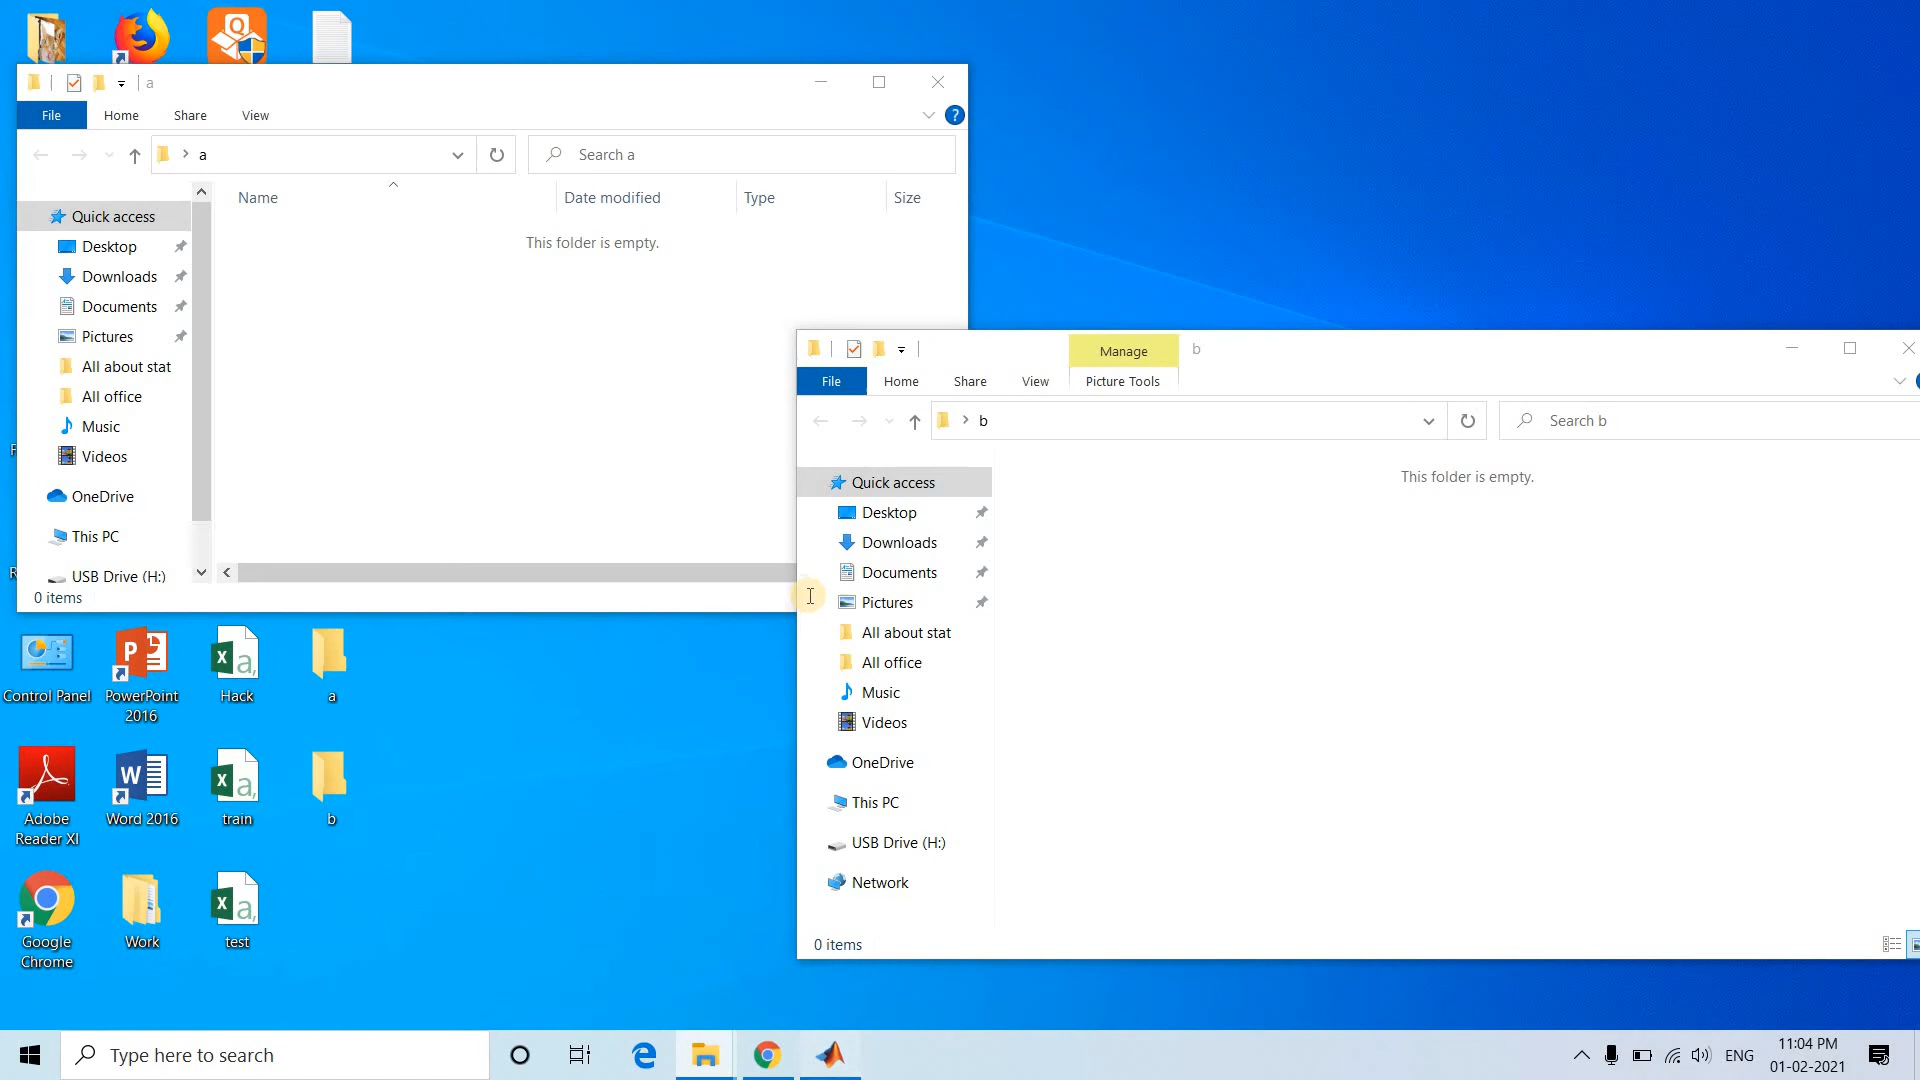 a
File Home Share View
a
Search a
Name Date modified Type Size
This folder is empty.
Quick access
Desktop
Downloads
Documents
Pictures
All about stat
All office
Music
Videos
OneDrive
This PC
USB Drive (H:)
0 items
Manage b
File Home Share View Picture Tools
b
Search b
This folder is empty.
Quick access
Desktop
Downloads
Documents
Pictures
All about stat
All office
Music
Videos
OneDrive
This PC
USB Drive (H:)
Network
0 items
Control Panel
PowerPoint
2016
Hack
a
Adobe
Reader XI
Word 2016
train
b
Google
Chrome
Work
test
Type here to search
ENG
11:04 PM
01-02-2021